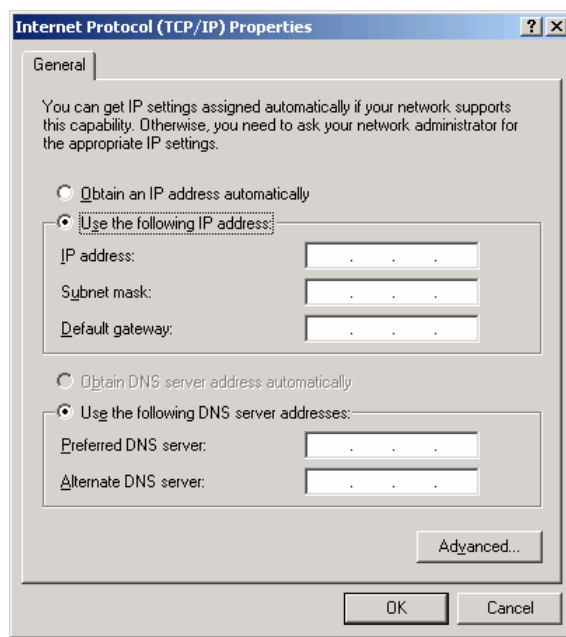 Internet Protocol (TCP/IP) Properties
General
You can get IP settings assigned automatically if your network supports
this capability. Otherwise, you need to ask your network administrator for
the appropriate IP settings.
Obtain an IP address automatically
Use the following IP address:
IP address:
Subnet mask:
Default gateway:
Obtain DNS server address automatically
Use the following DNS server addresses:
Preferred DNS server:
Alternate DNS server:
Advanced...
OK
Cancel